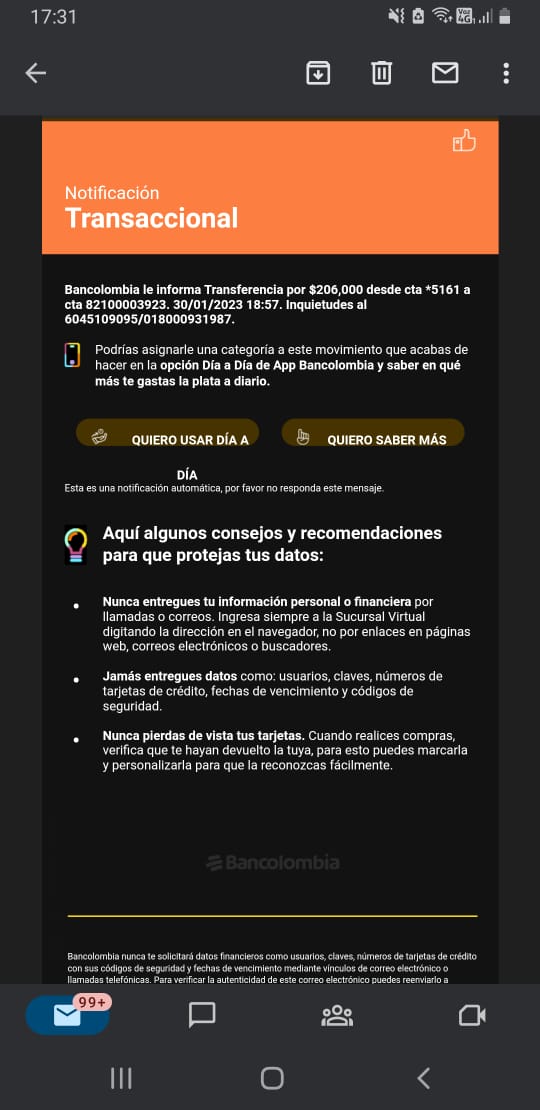 17:31
Notificación
Transaccional
Bancolombia le informa Transferencia por $206,000 desde cta *5161 a
cta 82100003923. 30/01/2023 18:57. Inquietudes al
6045109095/018000931987.
Podrías asignarle una categoría a este movimiento que acabas de
hacer en la opción Día a Día de App Bancolombia y saber en qué
más te gastas la plata a diario.
QUIERO USAR DÍA A
DÍA
QUIERO SABER MÁS
Esta es una notificación automática, por favor no responda este mensaje.
Aquí algunos consejos y recomendaciones
para que protejas tus datos:
• Nunca entregues tu información personal o financiera por
llamadas o correos. Ingresa siempre a la Sucursal Virtual
digitando la dirección en el navegador, no por enlaces en páginas
web, correos electrónicos o buscadores.
• Jamás entregues datos como: usuarios, claves, números de
tarjetas de crédito, fechas de vencimiento y códigos de
seguridad.
• Nunca pierdas de vista tus tarjetas. Cuando realices compras,
verifica que te hayan devuelto la tuya, para esto puedes marcarla
y personalizarla para que la reconozcas fácilmente.
Bancolombia
Bancolombia nunca te solicitará datos financieros como usuarios, claves, números de tarjetas de crédito
con sus códigos de seguridad y fechas de vencimiento mediante vínculos de correo electrónico o
llamadas telefónicas. Para verificar la autenticidad de este correo electrónico puedes reenviarlo a
99+